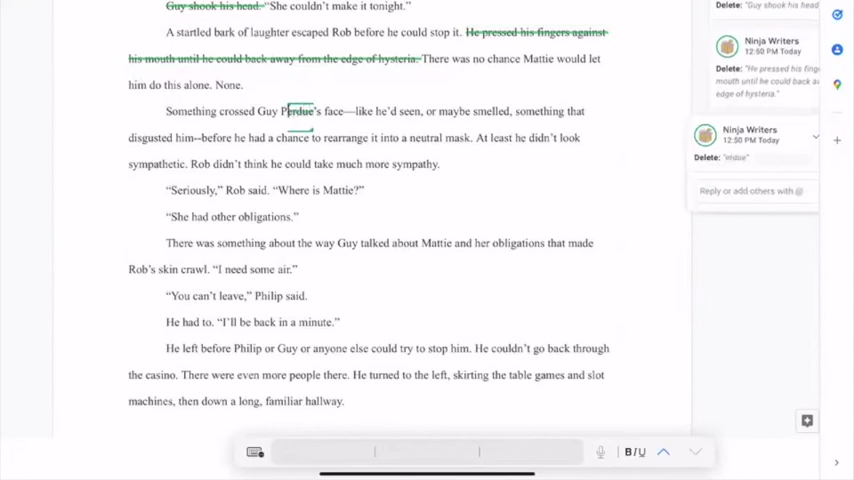 Guy shook his head. "She couldn't make it tonight."
Delete: "Guy shook his head
A startled bark of laughter escaped Rob before he could stop it. He pressed his fingers against
his mouth until he could back away from the edge of hysteria. There was no chance Mattie would let
him do this alone. None.
Ninja Writers
12:50 PM Today
Delete: "He pressed his fing
mouth until he could back a
edge of hysteria."
Something crossed Guy Perdue's face—like he'd seen, or maybe smelled, something that
disgusted him--before he had a chance to rearrange it into a neutral mask. At least he didn't look
sympathetic. Rob didn't think he could take much more sympathy.
Ninja Writers
12:50 PM Today
Delete: "erdue"
Reply or add others with @
“Seriously,” Rob said. “Where is Mattie?”
“She had other obligations.”
There was something about the way Guy talked about Mattie and her obligations that made
Rob’s skin crawl. “I need some air.”
“You can’t leave,” Philip said.
He had to. “I’ll be back in a minute.”
He left before Philip or Guy or anyone else could try to stop him. He couldn’t go back through
the casino. There were even more people there. He turned to the left, skirting the table games and slot
machines, then down a long, familiar hallway.
B I U